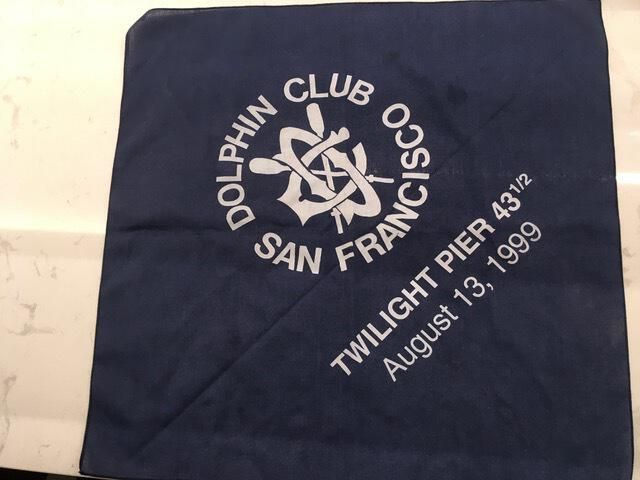 DOLPHIN CLUB
SAN FRANCISCO
TWILIGHT PIER 43 1/2
August 13, 1999